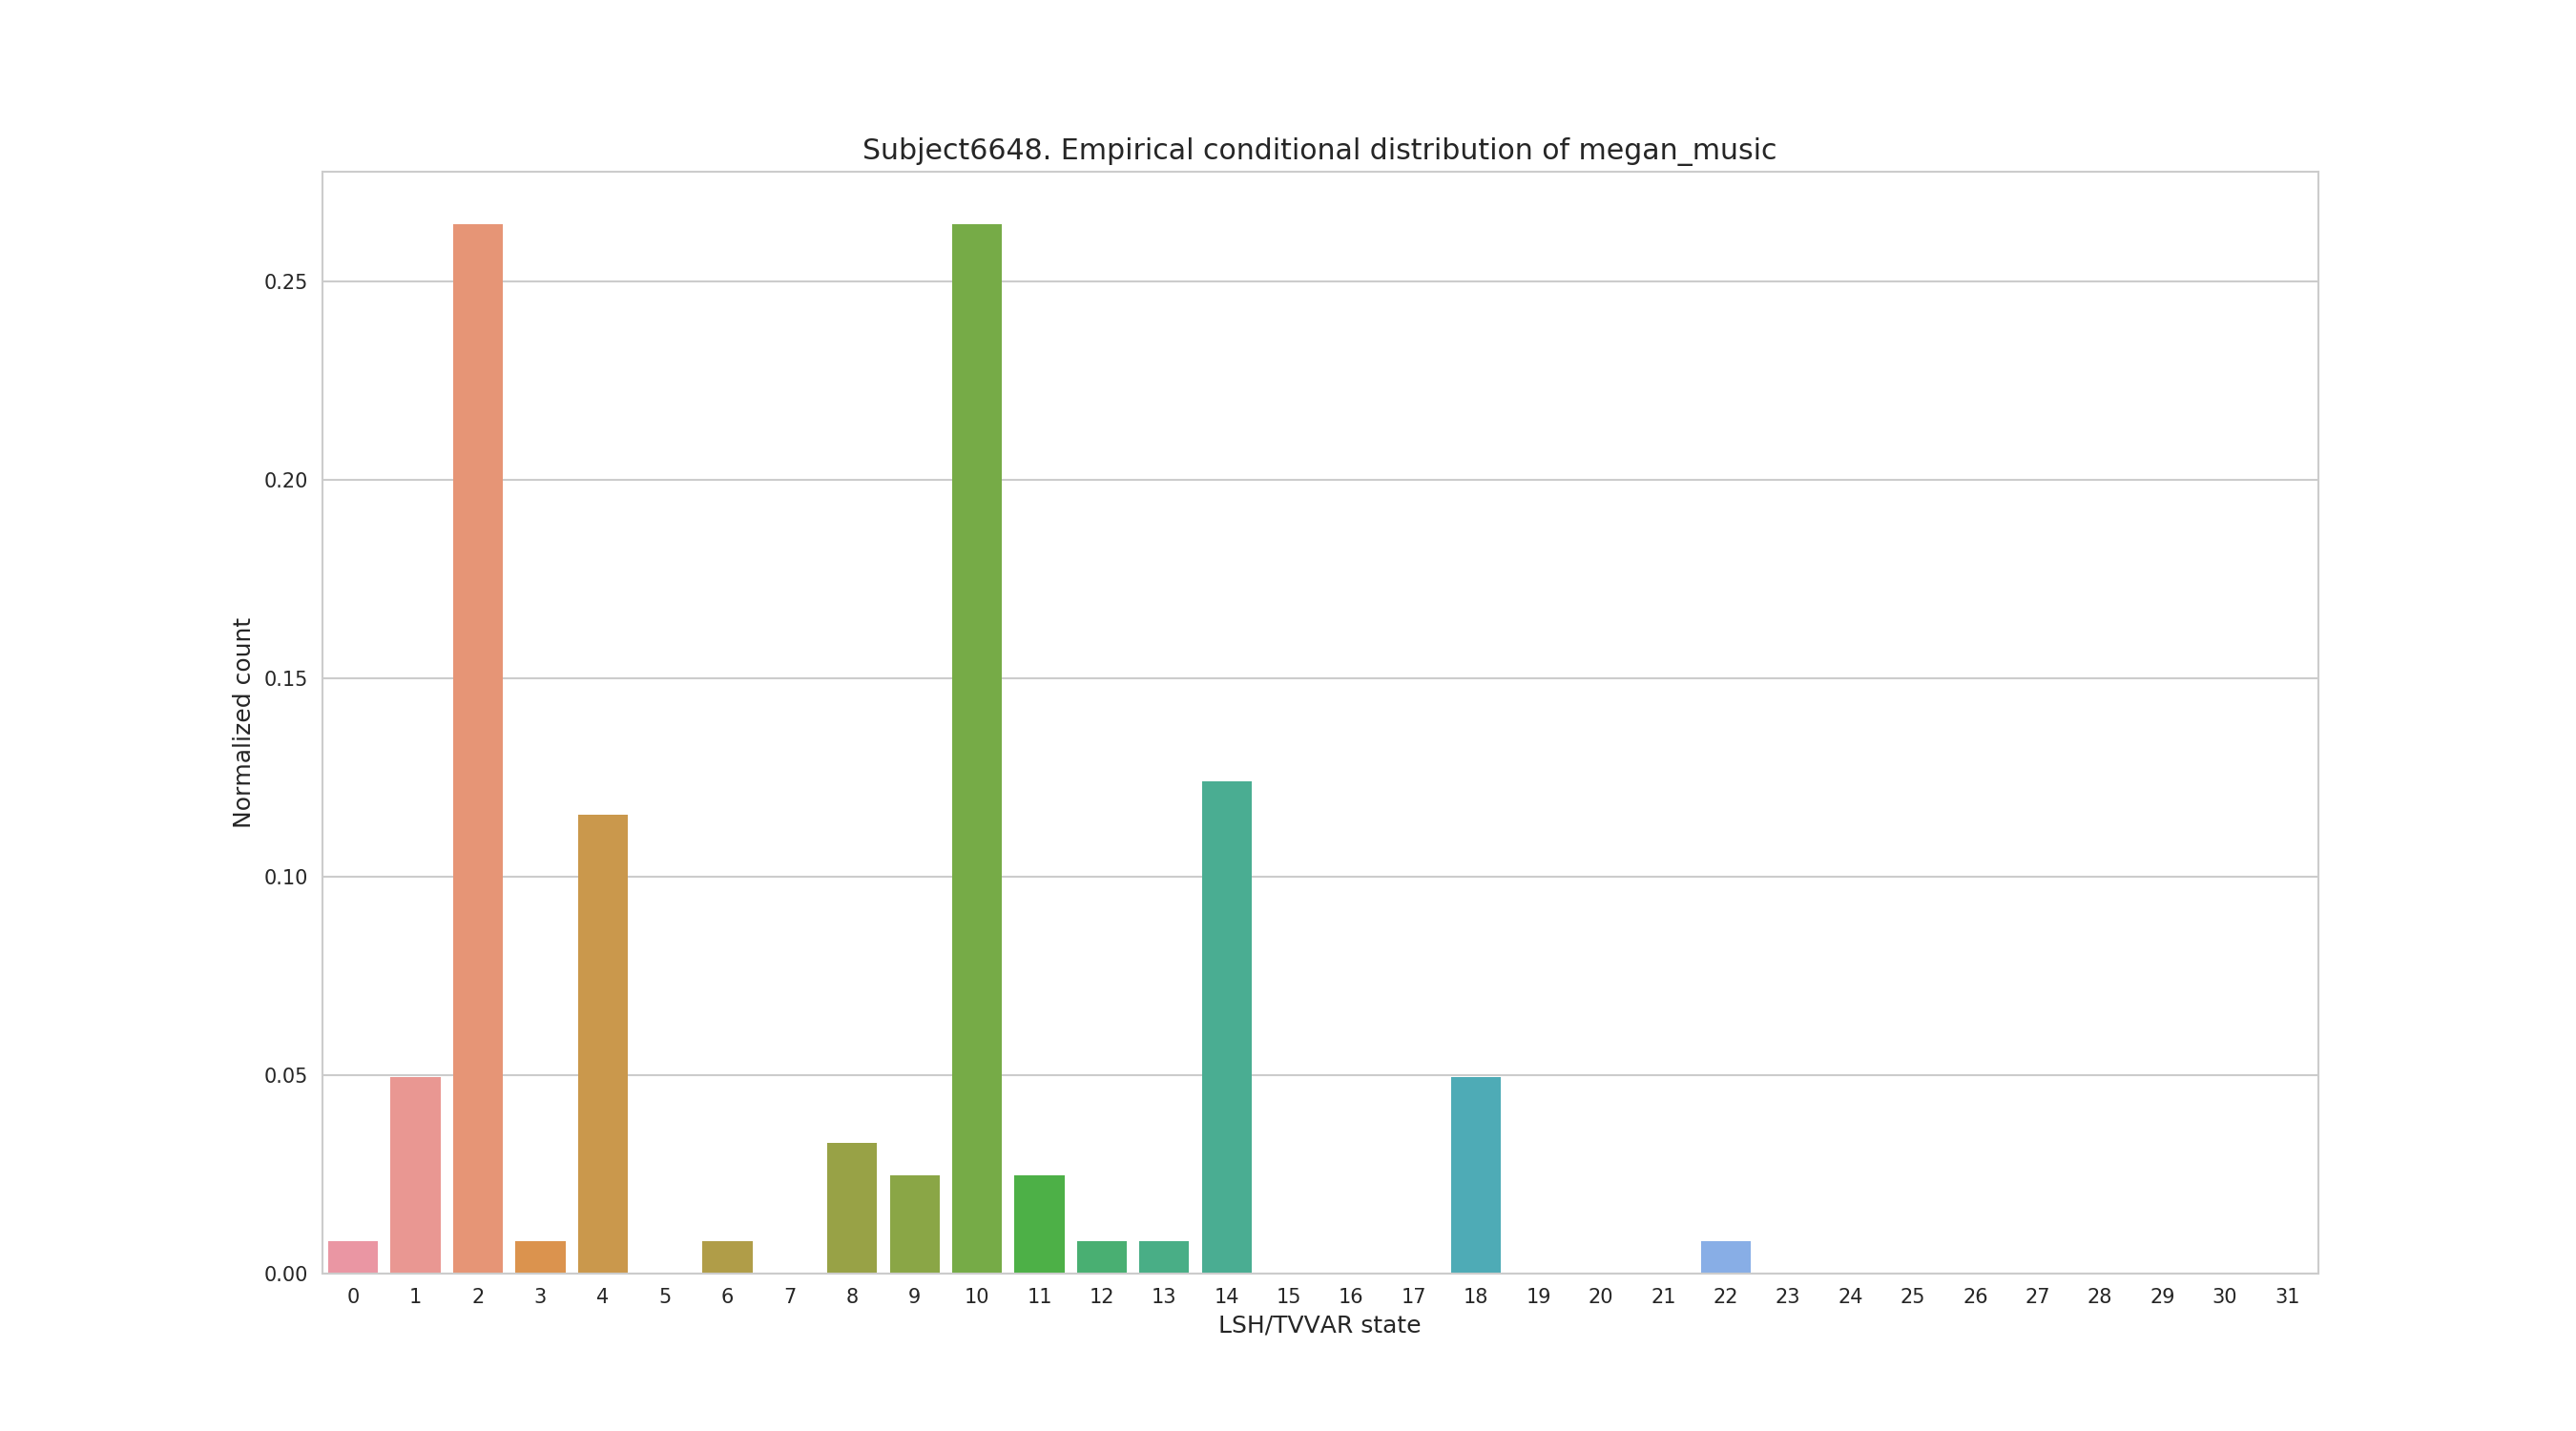 Subject6648. Empirical conditional distribution of megan_music
Normalized count
0.25
0.20
0.15
0.10
0.05
0.00
0 1 2 3 4 5 6 7 8 9 10 11 12 13 14 15 16 17 18 19 20 21 22 23 24 25 26 27 28 29 30 31
LSH/TVVAR state